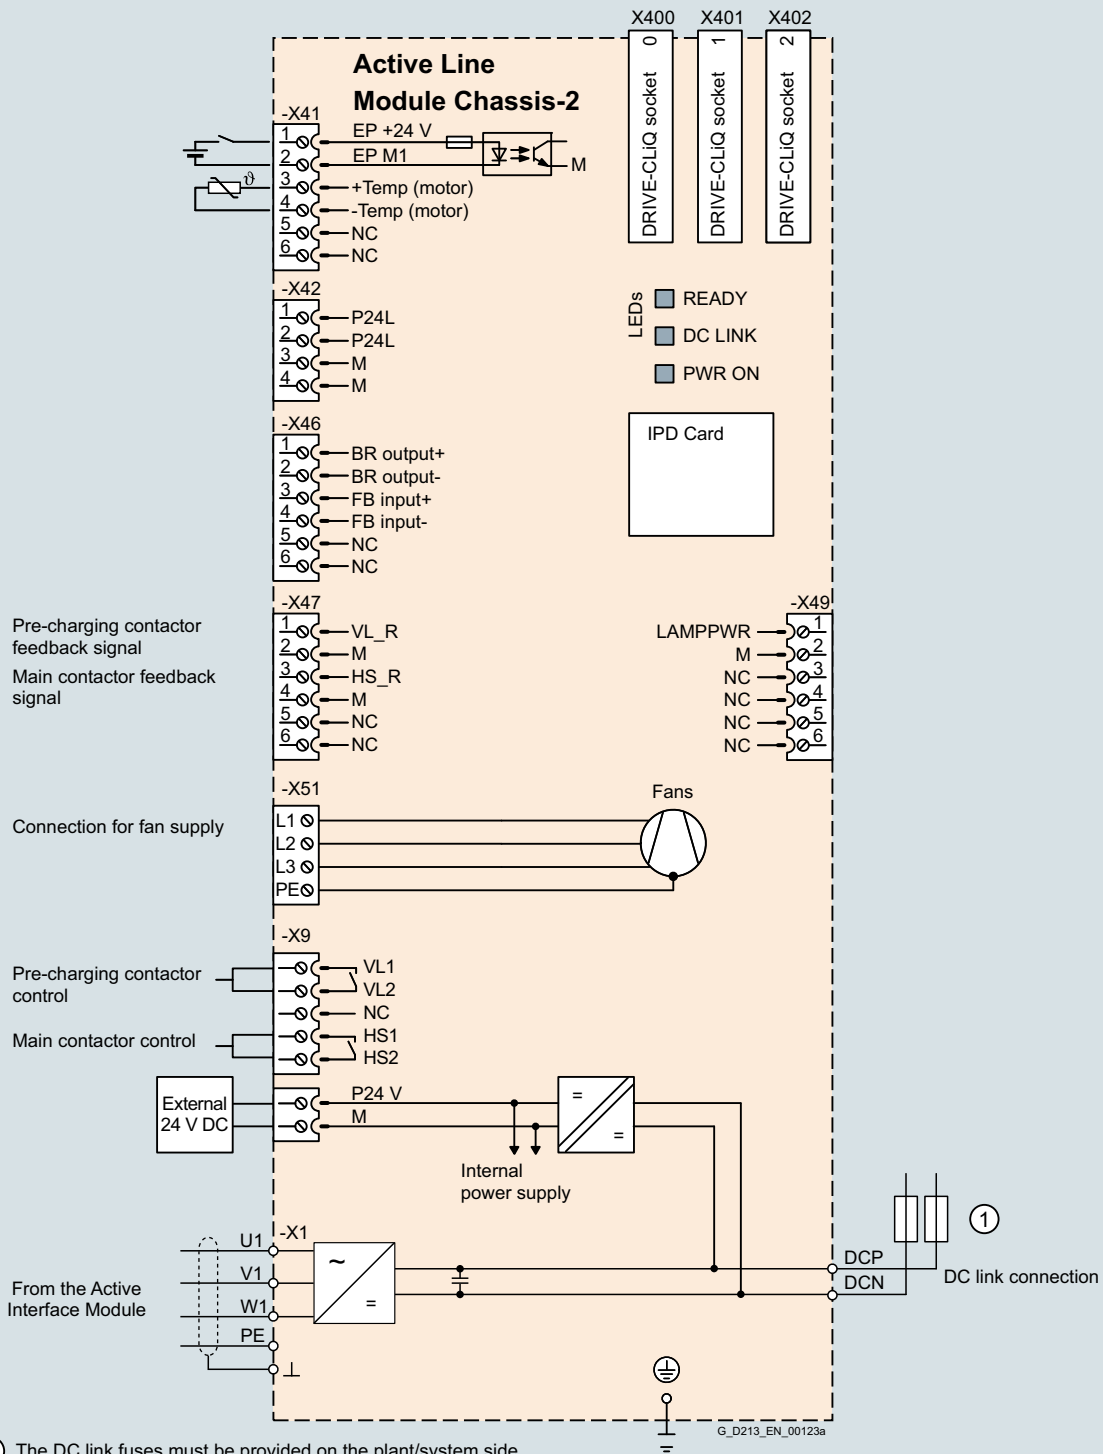 X400 X401 X402
0 DRIVE-CLiQ socket
1 DRIVE-CLiQ socket
2 DRIVE-CLiQ socket
Active Line
Module Chassis-2
-X41
1 EP +24 V
2 EP M1
M
3 +Temp (motor)
ϑ
4 -Temp (motor)
5 NC
6 NC
-X42
1 P24L
2 P24L
3 M
4 M
LEDs
READY
DC LINK
PWR ON
IPD Card
-X46
1 BR output+
2 BR output-
3 FB input+
4 FB input-
5 NC
6 NC
-X47
Pre-charging contactor
feedback signal
Main contactor feedback
signal
1 VL_R
2 M
3 HS_R
4 M
5 NC
6 NC
-X49
LAMPPWR 1
M 2
NC 3
NC 4
NC 5
NC 6
-X51
Connection for fan supply
L1
L2
L3
PE
Fans
-X9
Pre-charging contactor
control
VL1
VL2
NC
Main contactor control
HS1
HS2
External
24 V DC
P24 V
M
=
=
Internal
power supply
-X1
From the Active
Interface Module
U1
V1
W1
PE
~
=
DCP
DCN
1
DC link connection
G_D213_EN_00123a
The DC link fuses must be provided on the plant/system side